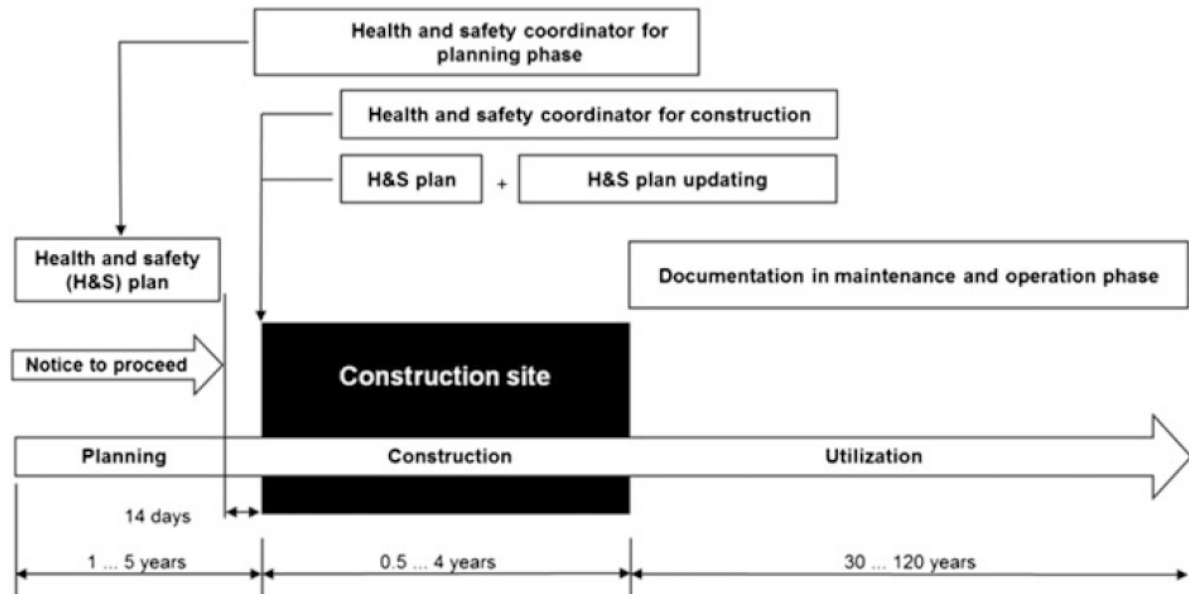 Health and safety coordinator for
planning phase
Health and safety coordinator for construction
H&S plan
+
H&S plan updating
Health and safety
(H&S) plan
Documentation in maintenance and operation phase
Notice to proceed
Construction site
Planning
Construction
Utilization
14 days
1 ... 5 years
0.5 ... 4 years
30 ... 120 years